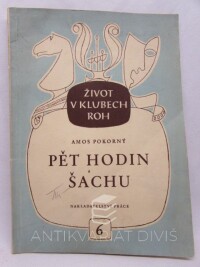 ŽIVOT
V KLUBECH
ROH
AMOS POKORNÝ
PĚT HODIN
ŠACHU
NAKLADATELSTVÍ PRÁCE
6
ANTIKVARIÁT DIVIŠ